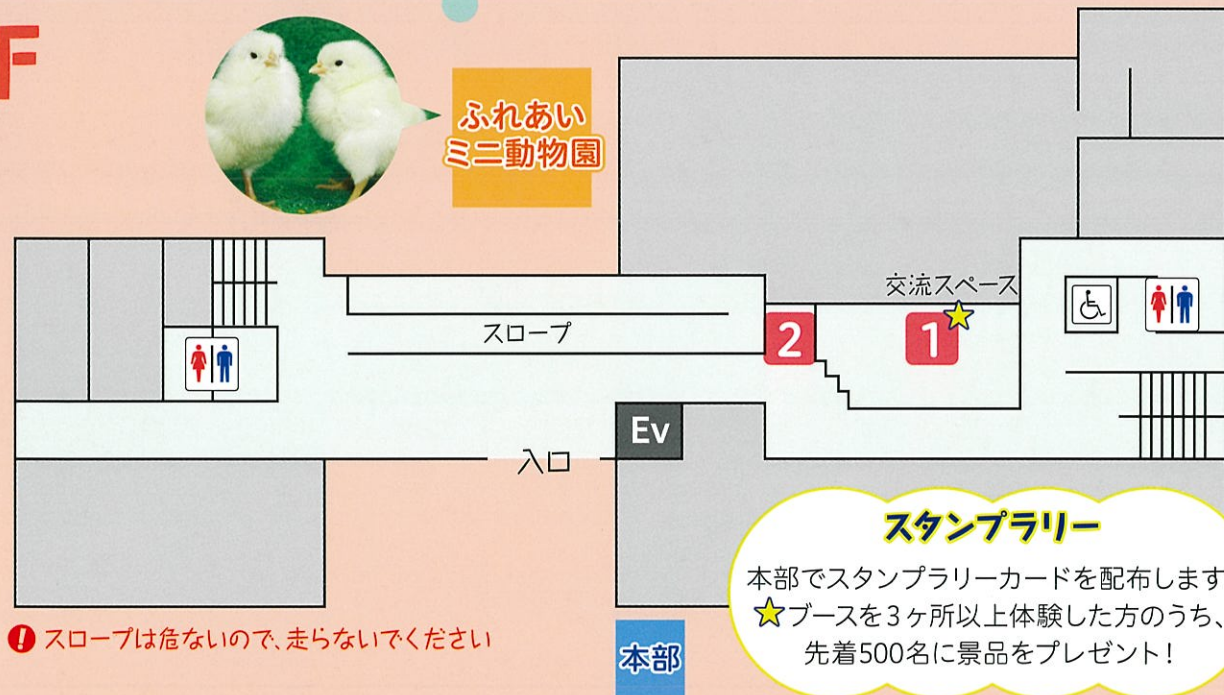 F
ふれあい
ミニ動物園
交流スペース
スロープ
2
1
Ev
入口
スタンプラリー
本部でスタンプラリーカードを配布します
☆ブースを3ヶ所以上体験した方のうち、
先着500名に景品をプレゼント!
! スロープは危ないので、走らないでください
本部